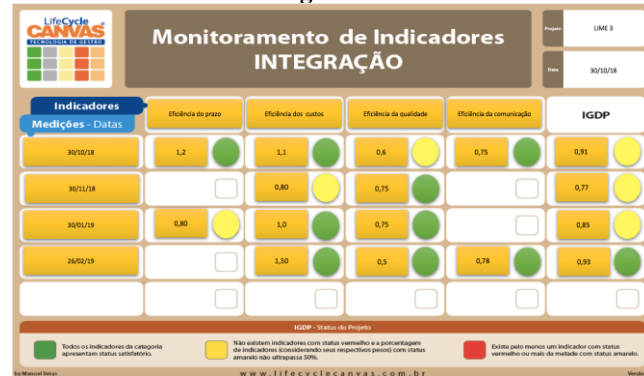 LifeCycle
CANVAS
TECNOLOGIA DE GESTÃO
Monitoramento de Indicadores
INTEGRAÇÃO
Projeto
LIME 3
Data
30/10/18
Indicadores
Medições - Datas
Eficiência do prazo
Eficiência dos custos
Eficiência da qualidade
Eficiência da comunicação
IGDP
30/10/18
1,2
1,1
0,6
0,75
0,91
30/11/18
0,80
0,75
0,77
30/01/19
0,80
1,0
0,75
0,85
26/02/19
1,50
0,5
0,78
0,93
IGDP - Status do Projeto
Todos os indicadores da categoria
apresentam status satisfatório.
Não existem indicadores com status vermelho e a porcentagem
de indicadores (considerando seus respectivos pesos) com status
amarelo não ultrapassa 50%.
Existe pelo menos um indicador com status
vermelho ou mais da metade com status amarelo.
by Manoel Veras
www.lifecyclecanvas.com.br